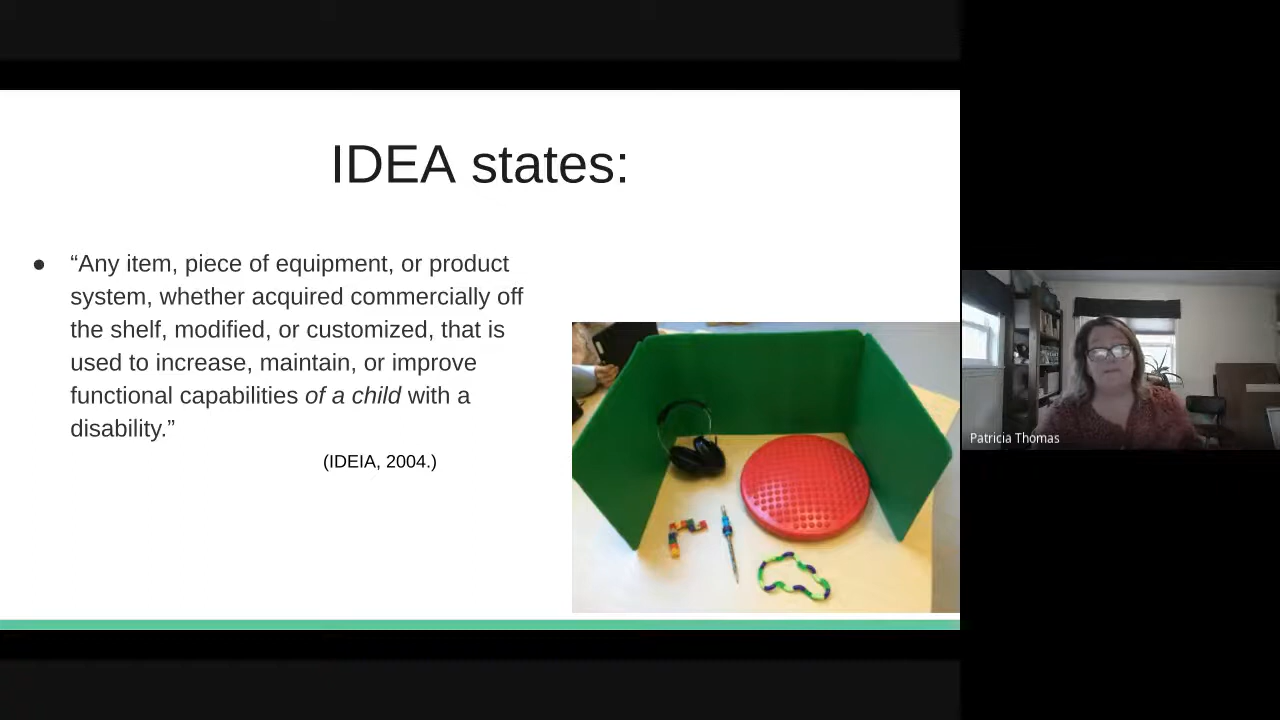 IDEA states:
● “Any item, piece of equipment, or product
system, whether acquired commercially off
the shelf, modified, or customized, that is
used to increase, maintain, or improve
functional capabilities of a child with a
disability.”
(IDEIA, 2004.)
Patricia Thomas